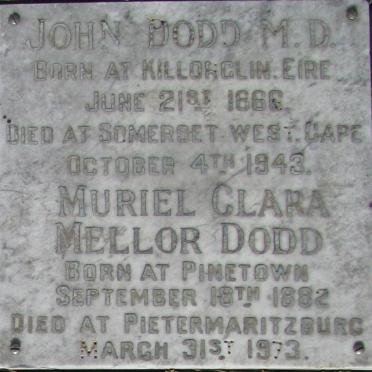 JOHN DODD M.D.
BORN AT KILLORGLIN. EIRE
JUNE 21ST 1866.
DIED AT SOMERSET. WEST. CAPE
OCTOBER 4TH 1943.
MURIEL CLARA
MELLOR DODD
BORN AT PINETOWN
SEPTEMBER 18TH 1882
DIED AT PIETERMARITZBURG
MARCH 31ST 1973.